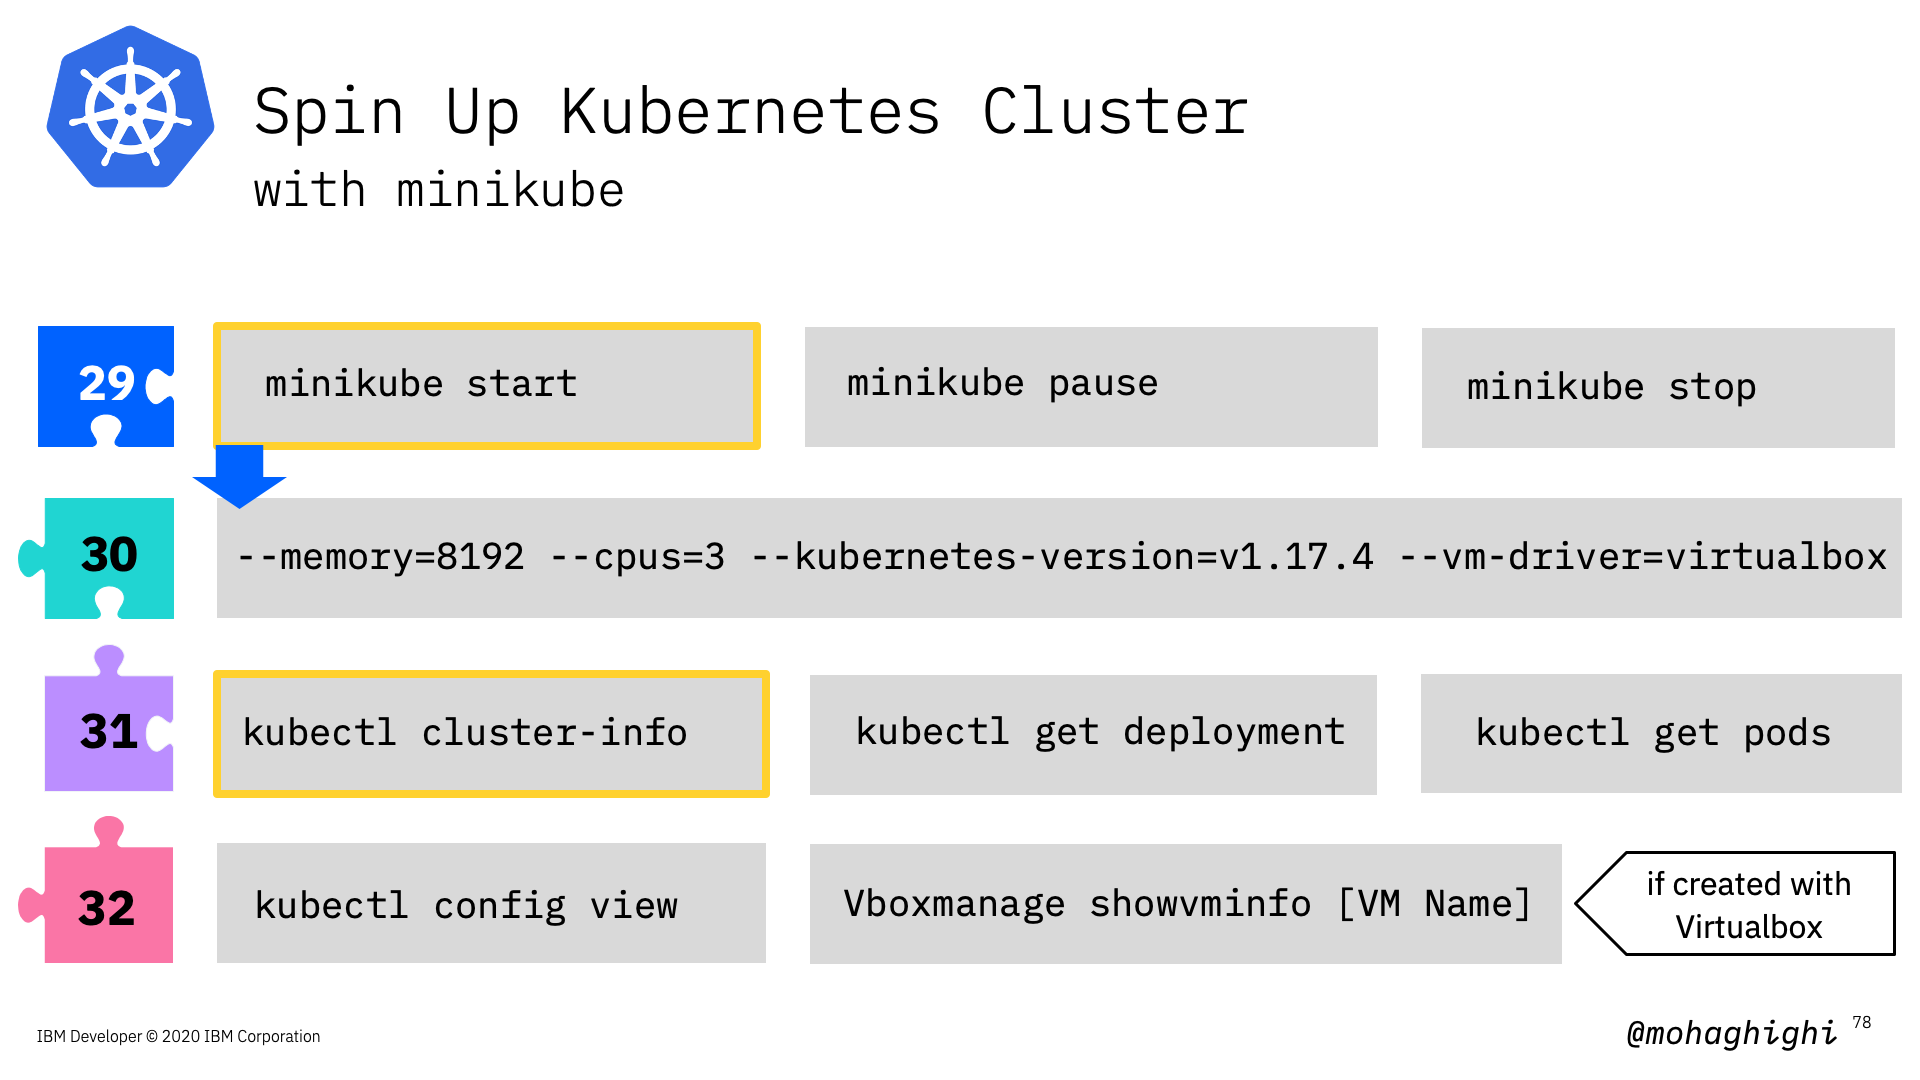 Spin Up Kubernetes Cluster
with minikube
29
minikube start
minikube pause
minikube stop
30
--memory=8192 --cpus=3 --kubernetes-version=v1.17.4 --vm-driver=virtualbox
31
kubectl cluster-info
kubectl get deployment
kubectl get pods
32
kubectl config view
Vboxmanage showvminfo [VM Name]
if created with
Virtualbox
IBM Developer © 2020 IBM Corporation
@mohaghighi
78